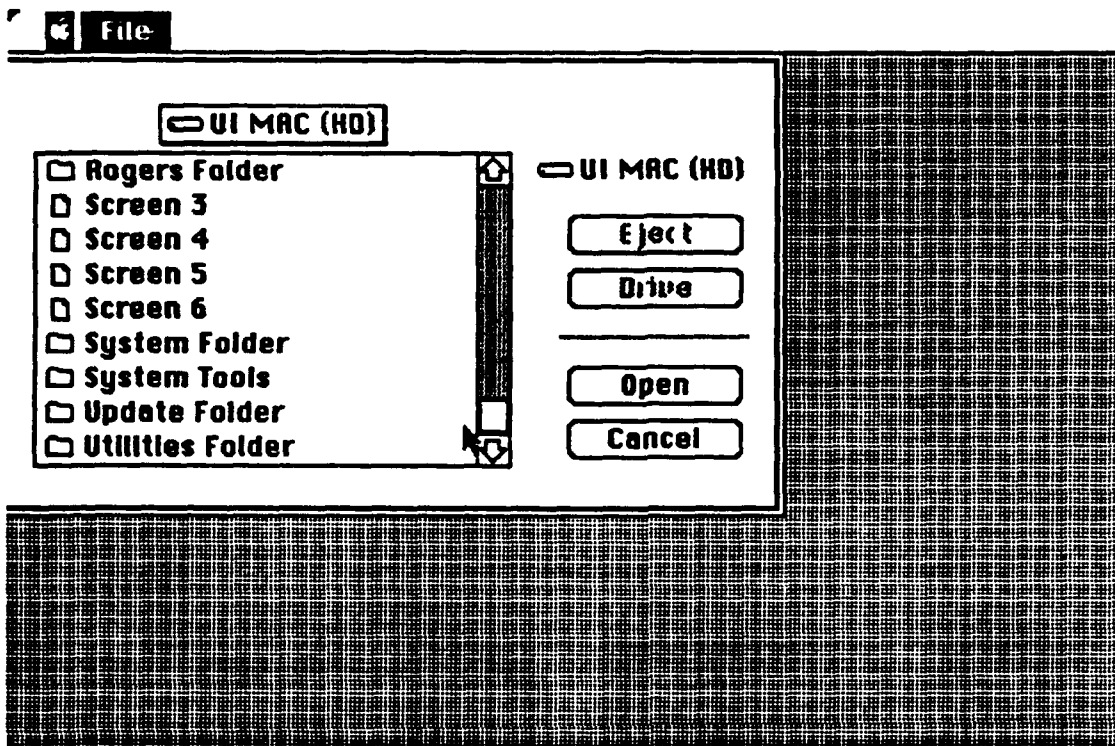 File
UI MAC (HD)
Rogers Folder
Screen 3
Screen 4
Screen 5
Screen 6
System Folder
System Tools
Update Folder
Utilities Folder
UI MAC (HD)
Eject
Drive
Open
Cancel